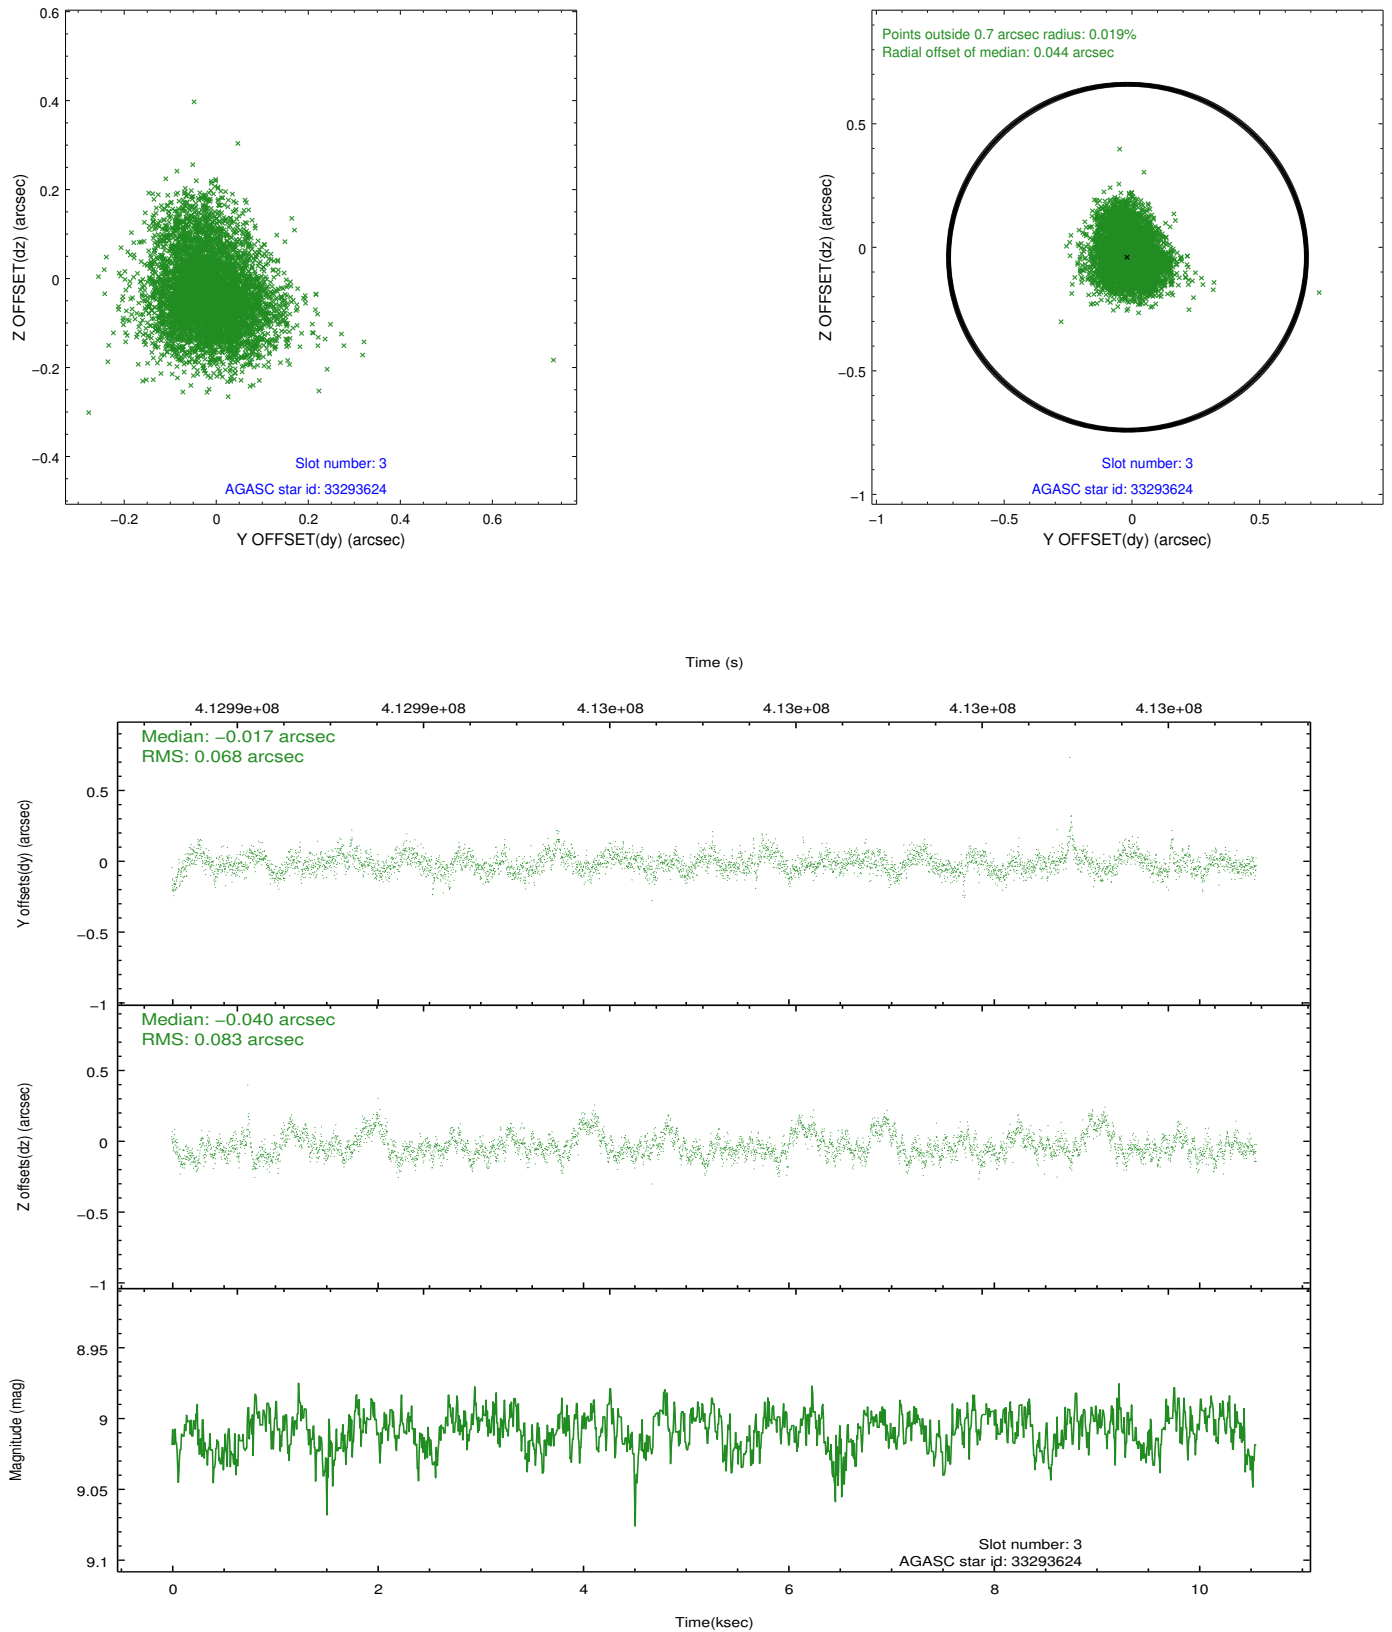 0.6
0.4
0.2
0
−0.2
−0.4
−0.2
0
0.2
0.4
0.6
Z OFFSET(dz) (arcsec)
Y OFFSET(dy) (arcsec)
Slot number: 3
AGASC star id: 33293624
Points outside 0.7 arcsec radius: 0.019%
Radial offset of median: 0.044 arcsec
0.5
0
−0.5
−1
−1
−0.5
0
0.5
Z OFFSET(dz) (arcsec)
Y OFFSET(dy) (arcsec)
Slot number: 3
AGASC star id: 33293624
Time (s)
4.1299e+08
4.1299e+08
4.13e+08
4.13e+08
4.13e+08
4.13e+08
Median: −0.017 arcsec
RMS: 0.068 arcsec
0.5
0
−0.5
−1
Y offsets(dy) (arcsec)
Median: −0.040 arcsec
RMS: 0.083 arcsec
0.5
0
−0.5
−1
Z offsets(dz) (arcsec)
8.95
9
9.05
9.1
Magnitude (mag)
Slot number: 3
AGASC star id: 33293624
0
2
4
6
8
10
Time(ksec)